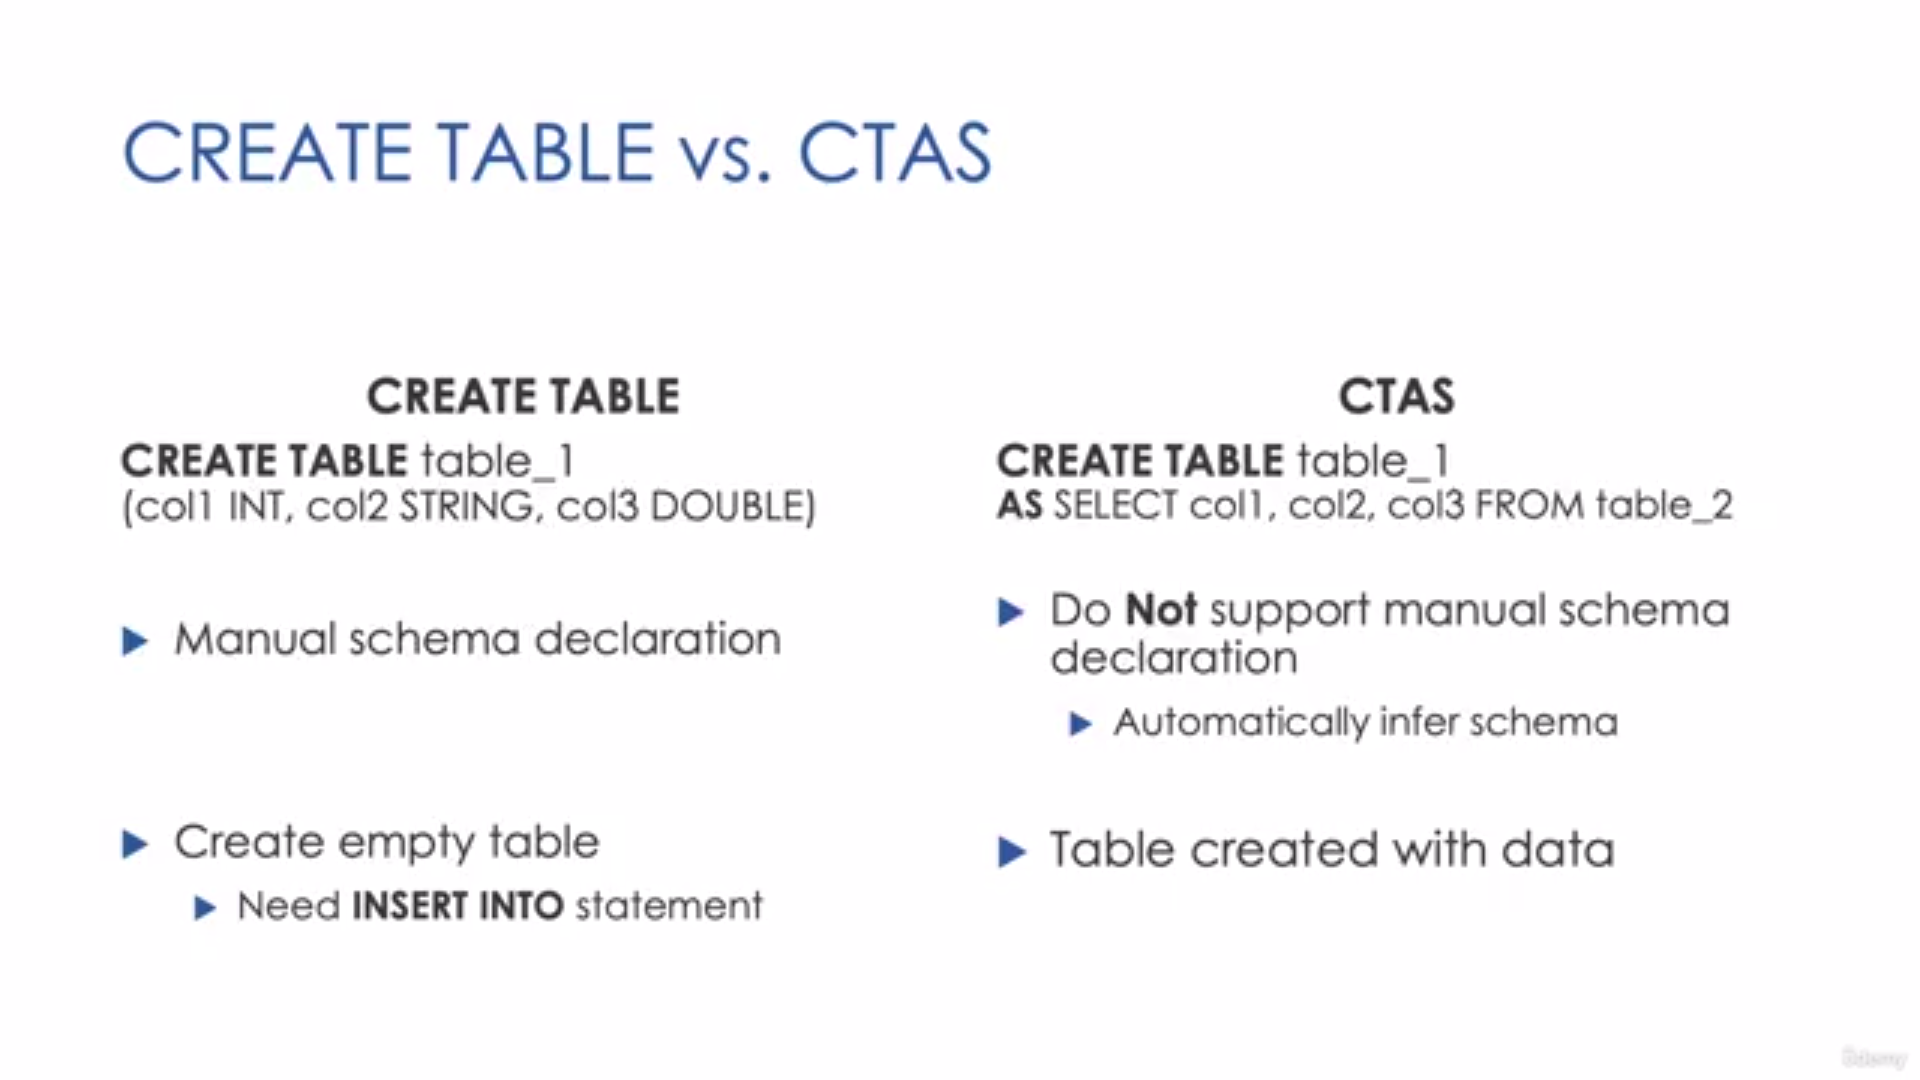 CREATE TABLE vs. CTAS
CREATE TABLE
CREATE TABLE table_1
(col1 INT, col2 STRING, col3 DOUBLE)
Manual schema declaration
Create empty table
Need INSERT INTO statement
CTAS
CREATE TABLE table_1
AS SELECT col1, col2, col3 FROM table_2
Do Not support manual schema
declaration
Automatically infer schema
Table created with data
Udemy